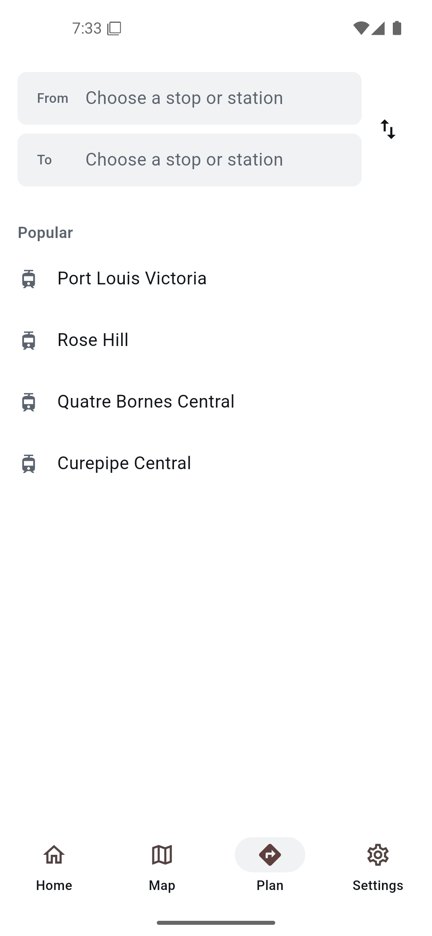 7:33
From Choose a stop or station
To Choose a stop or station
Popular
Port Louis Victoria
Rose Hill
Quatre Bornes Central
Curepipe Central
Home Map Plan Settings